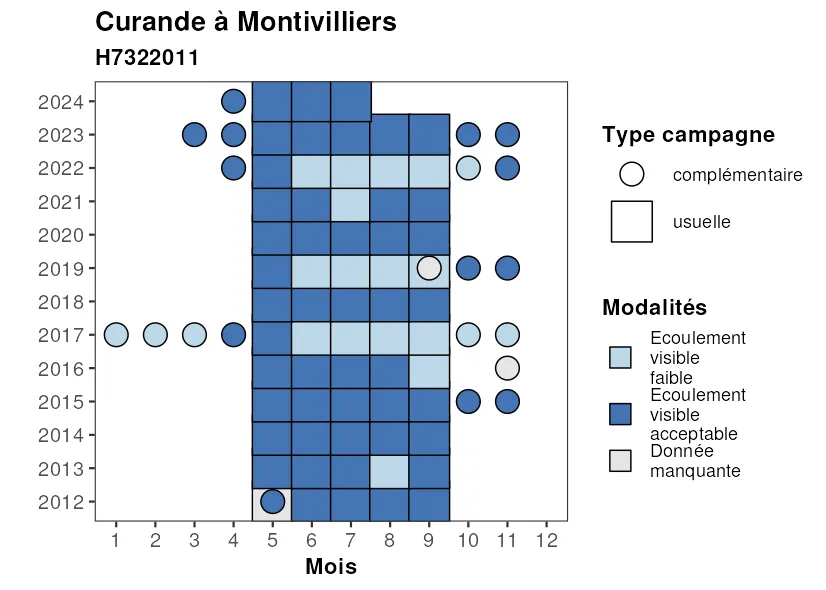 Curande à Montivilliers
H7322011
2024
2023
2022
2021
2020
2019
2018
2017
2016
2015
2014
2013
2012
1 2 3 4 5 6 7 8 9 10 11 12
Mois
Type campagne
complémentaire
usuelle
Modalités
Ecoulement
visible
faible
Ecoulement
visible
acceptable
Donnée
manquante